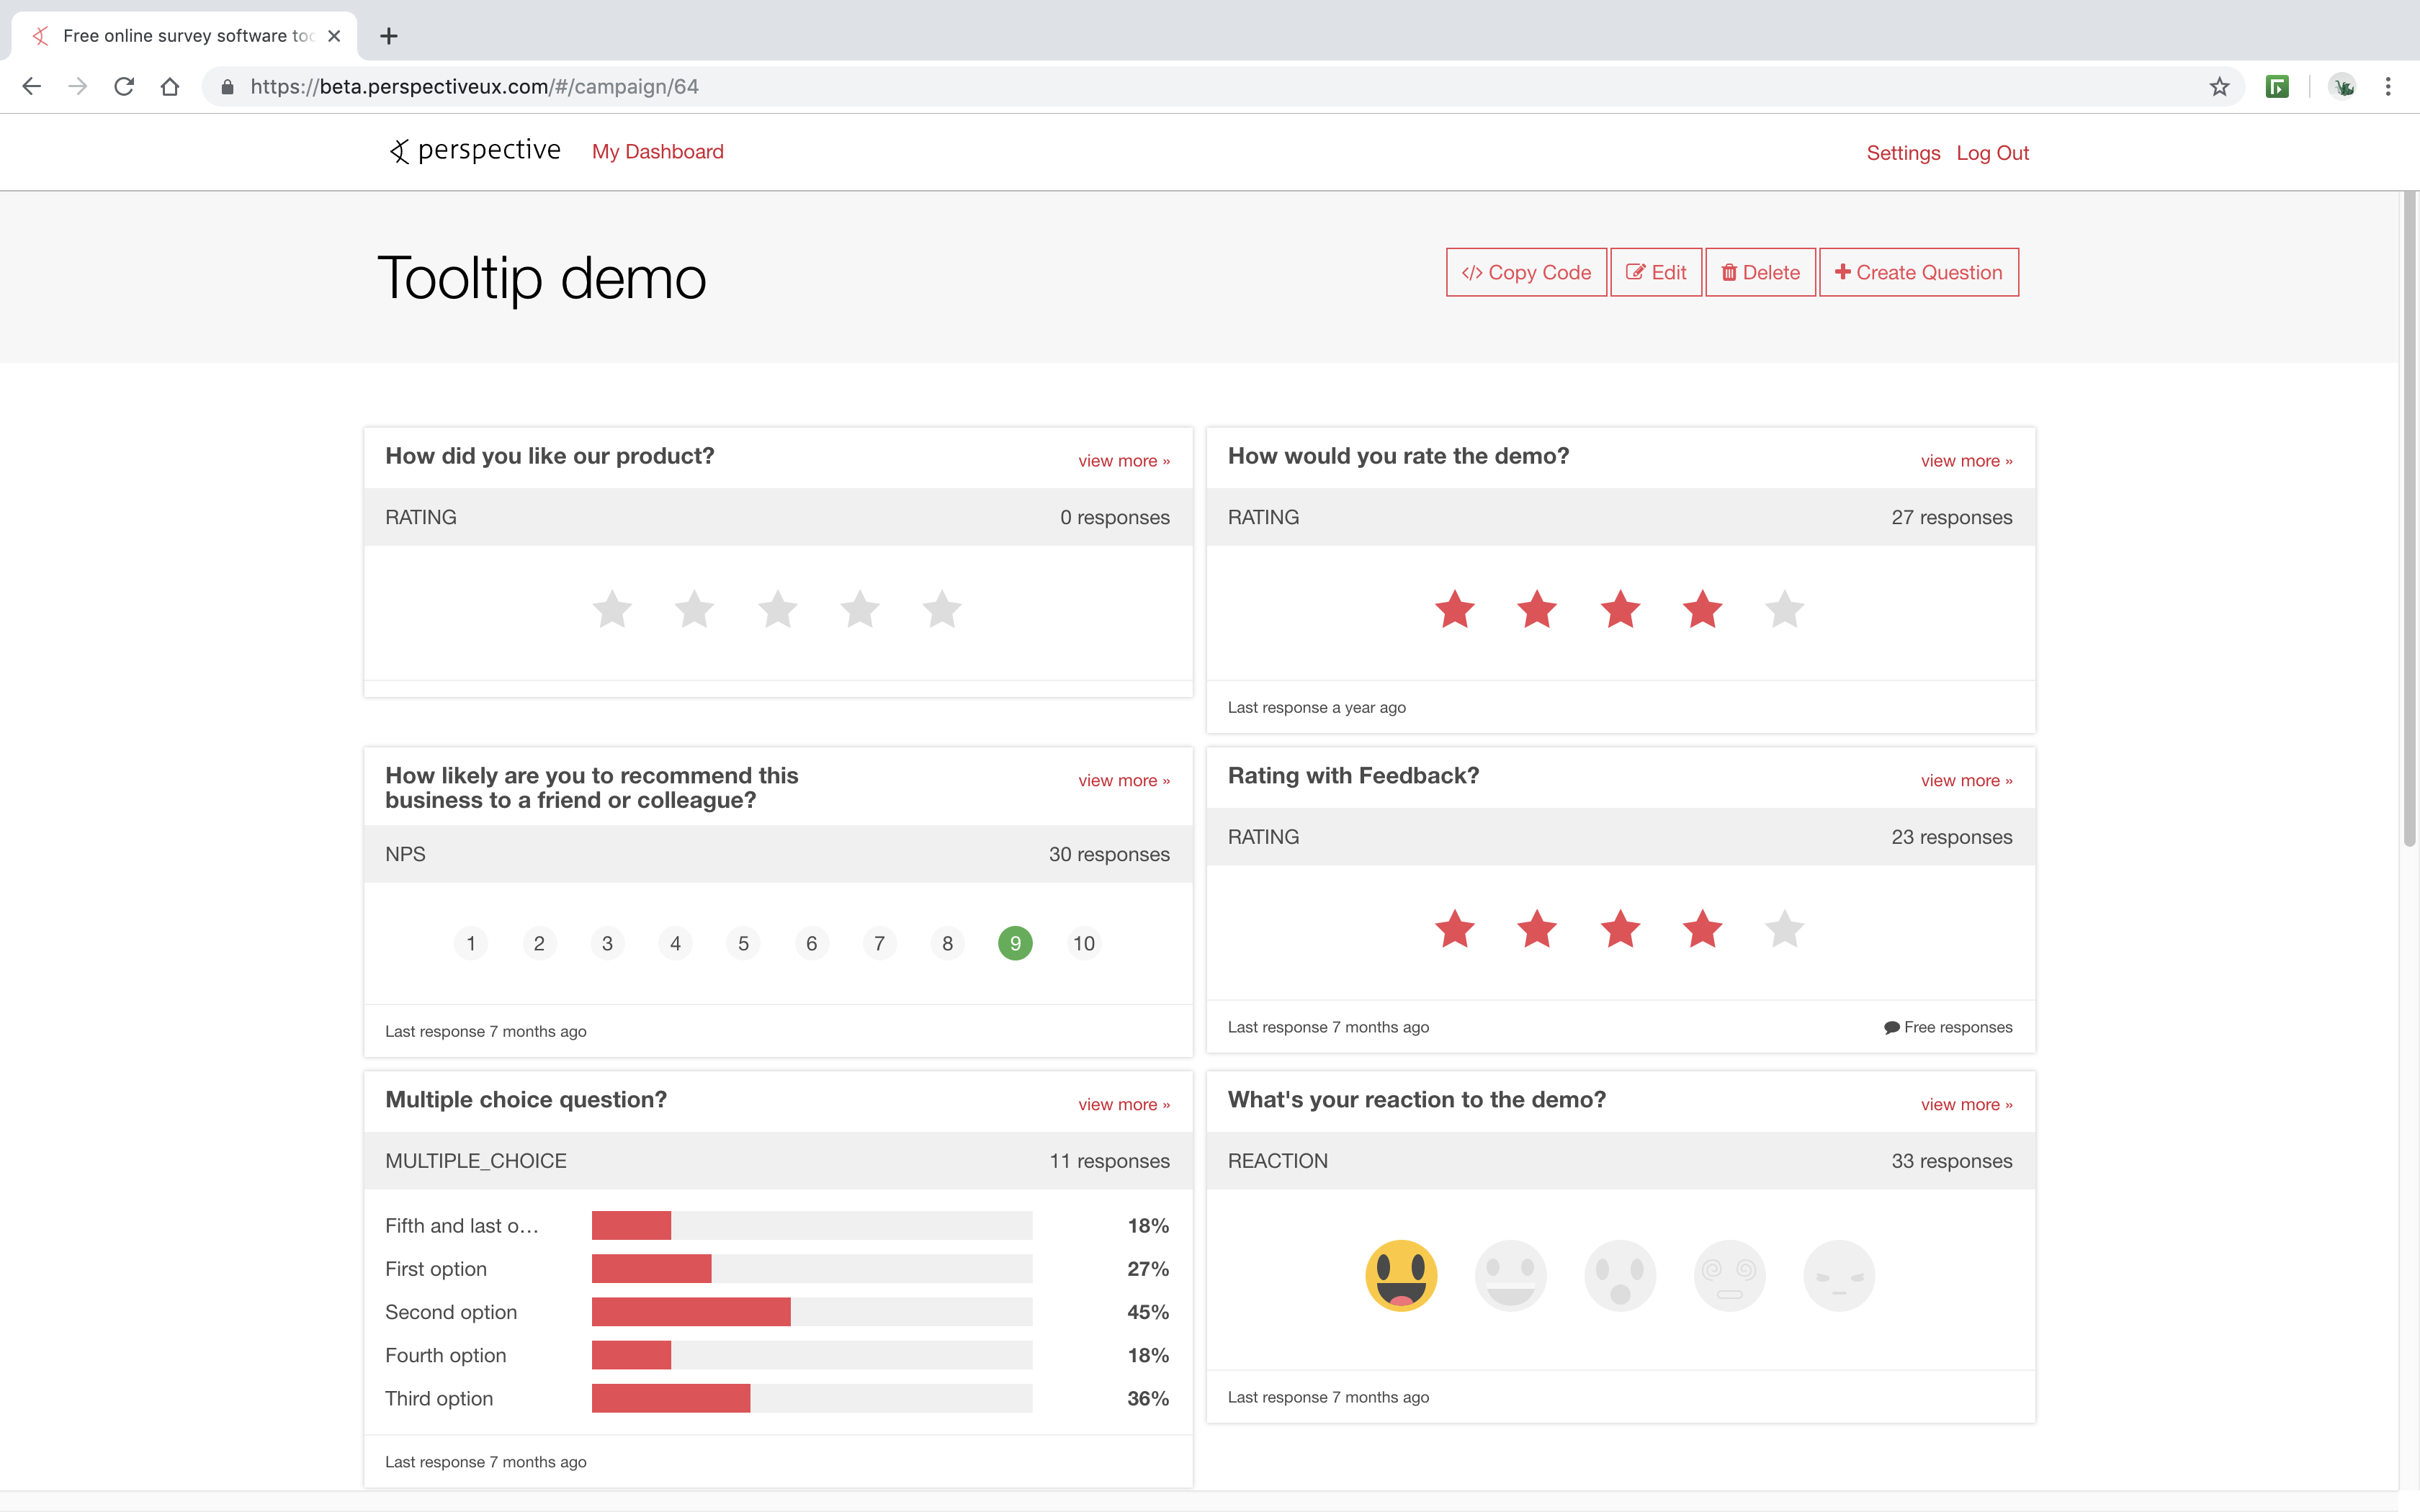 Free online survey software too
https://beta.perspectiveux.com/#/campaign/64
perspective My Dashboard Settings Log Out
Tooltip demo
</> Copy Code Edit Delete Create Question
How did you like our product? view more »
RATING 0 responses
How would you rate the demo? view more »
RATING 27 responses
Last response a year ago
How likely are you to recommend this
business to a friend or colleague? view more »
NPS 30 responses
1 2 3 4 5 6 7 8 9 10
Last response 7 months ago
Rating with Feedback? view more »
RATING 23 responses
Last response 7 months ago Free responses
Multiple choice question? view more »
MULTIPLE_CHOICE 11 responses
Fifth and last o... 18%
First option 27%
Second option 45%
Fourth option 18%
Third option 36%
Last response 7 months ago
What's your reaction to the demo? view more »
REACTION 33 responses
Last response 7 months ago